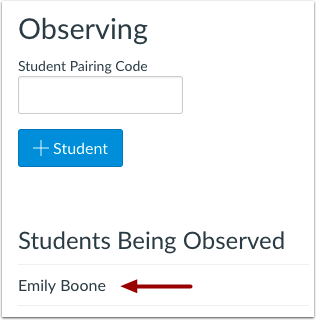 Observing
Student Pairing Code
+ Student
Students Being Observed
Emily Boone